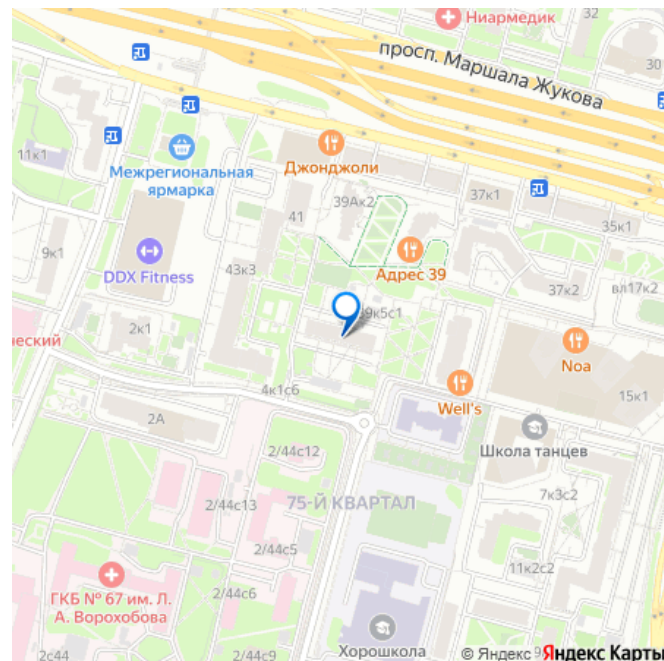 Ниармедик
32
просп. Маршала Жукова
30
11к1
Межрегиональная
ярмарка
Джонджоли
39Ак2
37к1
41
35к1
9к1
DDX Fitness
43к3
Адрес 39
37к2
вл17к2
39к5с1
ческий
2к1
Noa
4к1с6
Well's
15к1
2А
Школа танцев
2/44с12
2/44с13
75-Й КВАРТАЛ
7к3с2
2/44с5
11к2с2
ГКБ № 67 им. Л.
А. Ворохобова
2/44с6
Хорошкола
2с44
2/44с9
© Яндекс Яндекс Карты